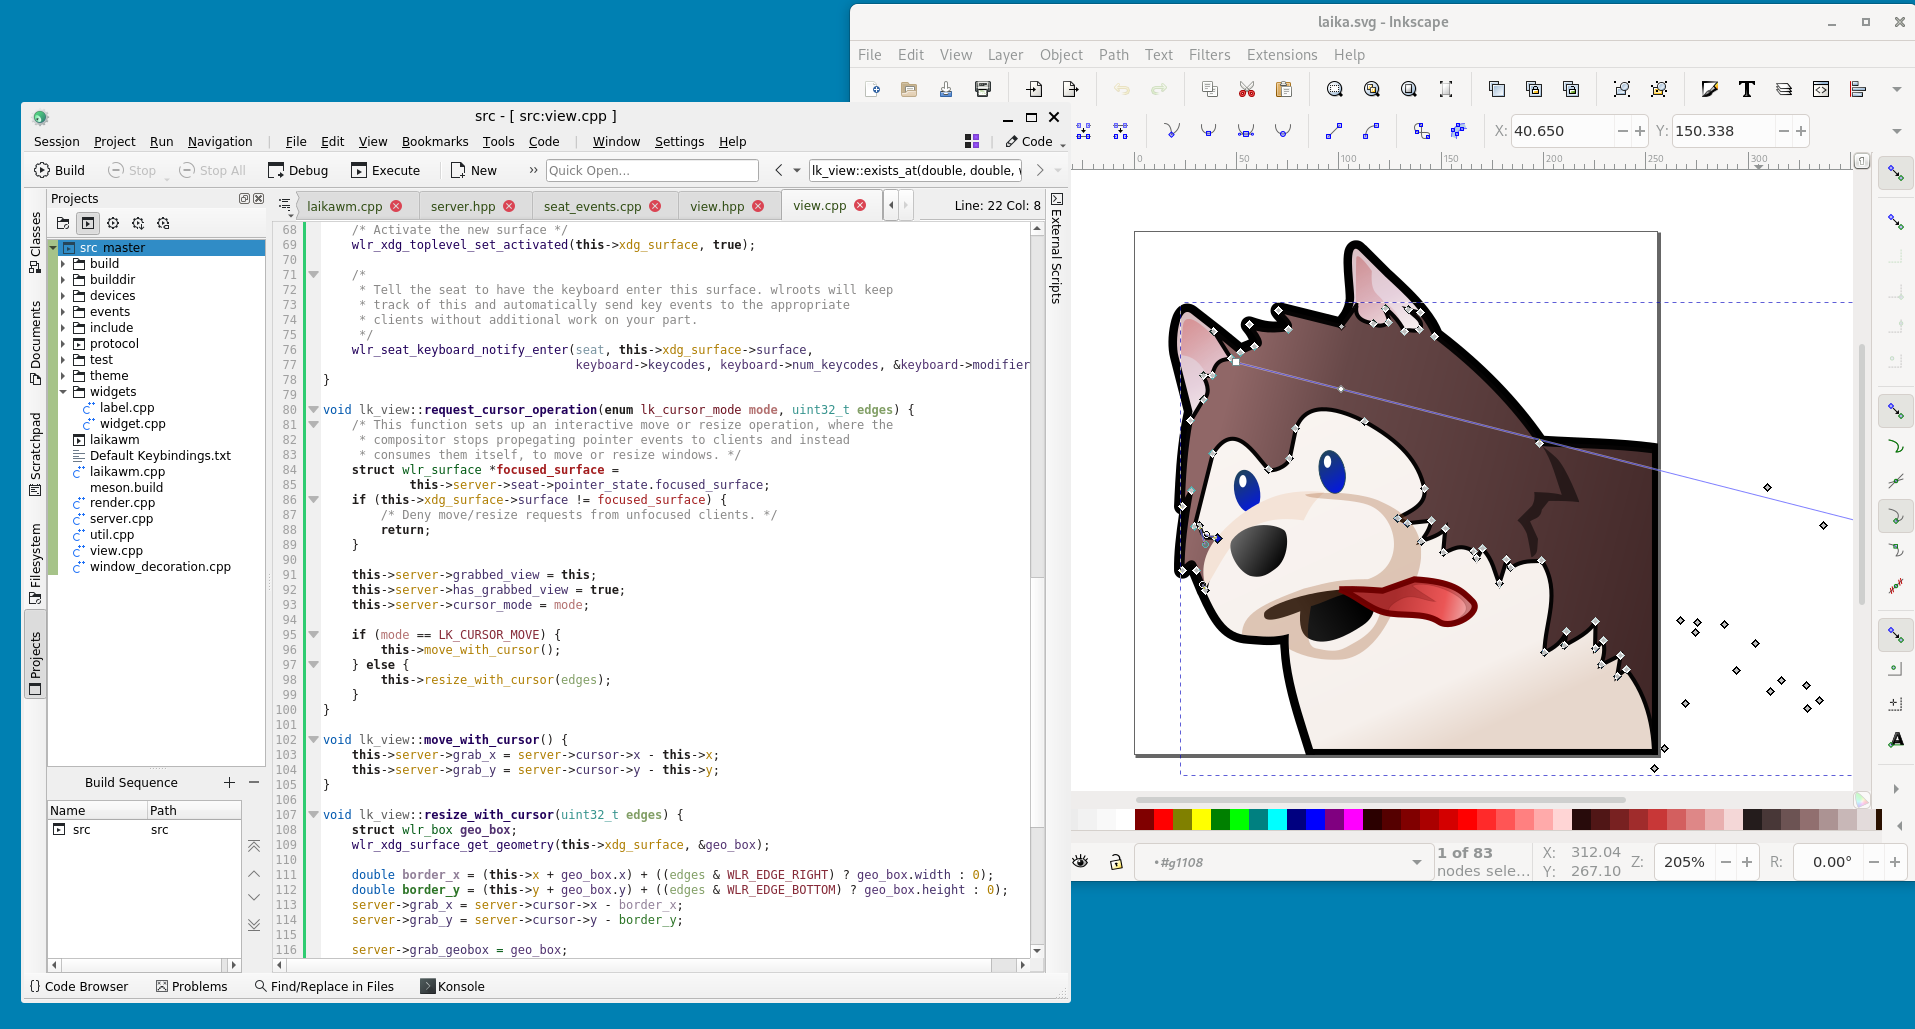 laika.svg - Inkscape
File Edit View Layer Object Path Text Filters Extensions Help
X: 40.650 Y: 150.338
0 50 100 150 200 250 300
src - [ src:view.cpp ]
Session Project Run Navigation File Edit View Bookmarks Tools Code Window Settings Help Code
Build Stop Stop All Debug Execute New » Quick Open... lk_view::exists_at(double, double, v
Projects
laikawm.cpp server.hpp seat_events.cpp view.hpp view.cpp Line: 22 Col: 8
Classes
Documents
Scratchpad
Filesystem
Projects
External Scripts
src master
build
builddir
devices
events
include
protocol
test
theme
widgets
label.cpp
widget.cpp
laikawm
Default Keybindings.txt
laikawm.cpp
meson.build
render.cpp
server.cpp
util.cpp
view.cpp
window_decoration.cpp
Build Sequence
Name Path
src src
68 /* Activate the new surface */
69 wlr_xdg_toplevel_set_activated(this->xdg_surface, true);
70
71 /*
72 * Tell the seat to have the keyboard enter this surface. wlroots will keep
73 * track of this and automatically send key events to the appropriate
74 * clients without additional work on your part.
75 */
76 wlr_seat_keyboard_notify_enter(seat, this->xdg_surface->surface,
77 keyboard->keycodes, keyboard->num_keycodes, &keyboard->modifier
78 }
79
80 void lk_view::request_cursor_operation(enum lk_cursor_mode mode, uint32_t edges) {
81 /* This function sets up an interactive move or resize operation, where the
82 * compositor stops propegating pointer events to clients and instead
83 * consumes them itself, to move or resize windows. */
84 struct wlr_surface *focused_surface =
85 this->server->seat->pointer_state.focused_surface;
86 if (this->xdg_surface->surface != focused_surface) {
87 /* Deny move/resize requests from unfocused clients. */
88 return;
89 }
90
91 this->server->grabbed_view = this;
92 this->server->has_grabbed_view = true;
93 this->server->cursor_mode = mode;
94
95 if (mode == LK_CURSOR_MOVE) {
96 this->move_with_cursor();
97 } else {
98 this->resize_with_cursor(edges);
99 }
100 }
101
102 void lk_view::move_with_cursor() {
103 this->server->grab_x = server->cursor->x - this->x;
104 this->server->grab_y = server->cursor->y - this->y;
105 }
106
107 void lk_view::resize_with_cursor(uint32_t edges) {
108 struct wlr_box geo_box;
109 wlr_xdg_surface_get_geometry(this->xdg_surface, &geo_box);
110
111 double border_x = (this->x + geo_box.x) + ((edges & WLR_EDGE_RIGHT) ? geo_box.width : 0);
112 double border_y = (this->y + geo_box.y) + ((edges & WLR_EDGE_BOTTOM) ? geo_box.height : 0);
113 server->grab_x = server->cursor->x - border_x;
114 server->grab_y = server->cursor->y - border_y;
115
116 server->grab_geobox = geo_box;
{} Code Browser Problems Find/Replace in Files Konsole
•#g1108
1 of 83
nodes sele...
X: 312.04
Y: 267.10
Z: 205% R: 0.00°